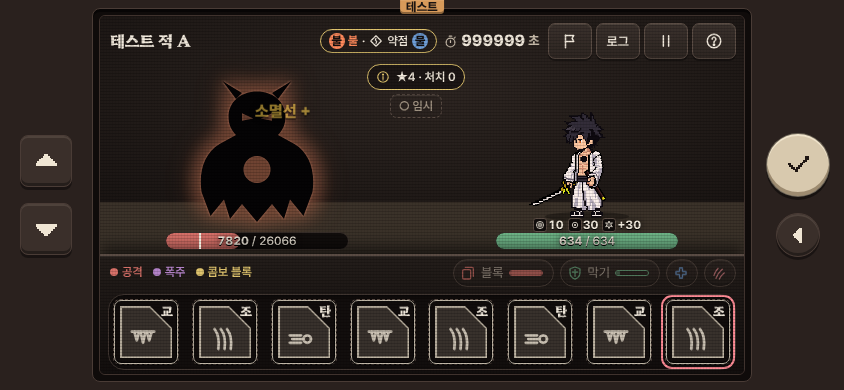 테스트
테스트 적 A
불 불 · 약점 물
999999 초
로그
★4 · 처치 0
임시
소멸선 +
10 30 +30
7820 / 26066
634 / 634
공격 폭주 콤보 블록
블록 막기
교 조 탄 교 조 탄 교 조